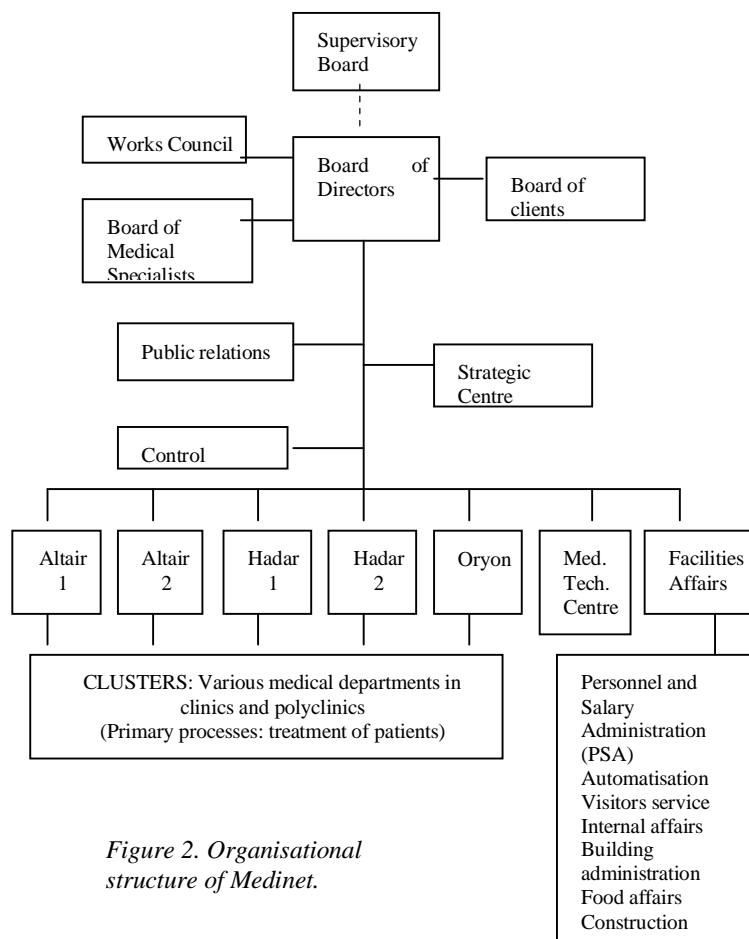 Supervisory
Board
Works Council
Board of
Directors
Board of
clients
Board of
Medical
Specialists
Public relations
Strategic
Centre
Control
Altair
1
Altair
2
Hadar
1
Hadar
2
Oryon
Med.
Tech.
Centre
Facilities
Affairs
CLUSTERS: Various medical departments in
clinics and polyclinics
(Primary processes: treatment of patients)
Personnel and
Salary
Administration
(PSA)
Automatisation
Visitors service
Internal affairs
Building
administration
Food affairs
Construction
Figure 2. Organisational
structure of Medinet.